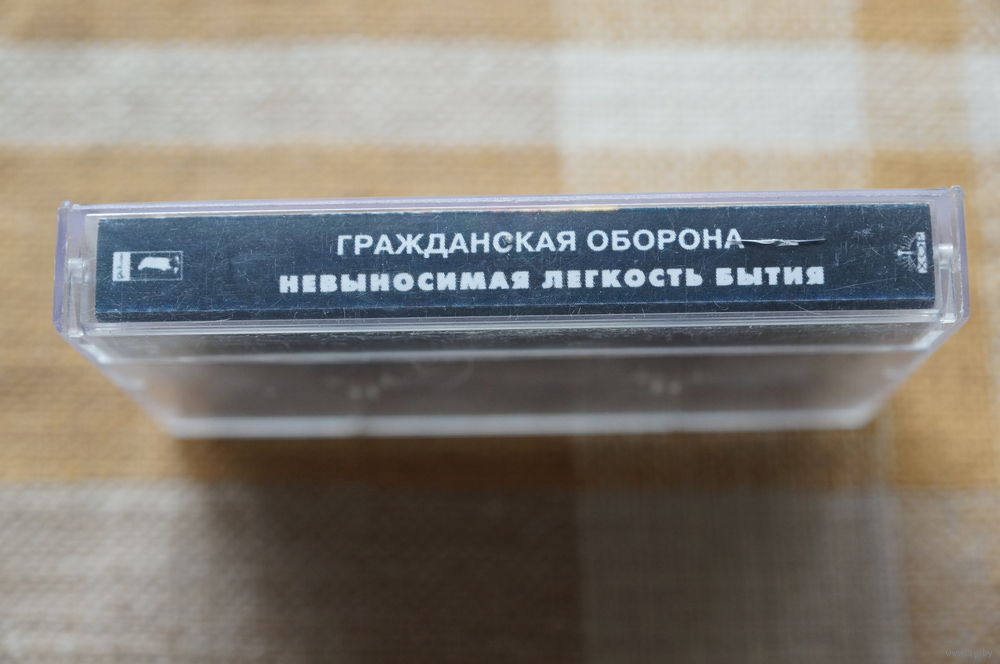 ГРАЖДАНСКАЯ ОБОРОНА
НЕВЫНОСИМАЯ ЛЕГКОСТЬ БЫТИЯ